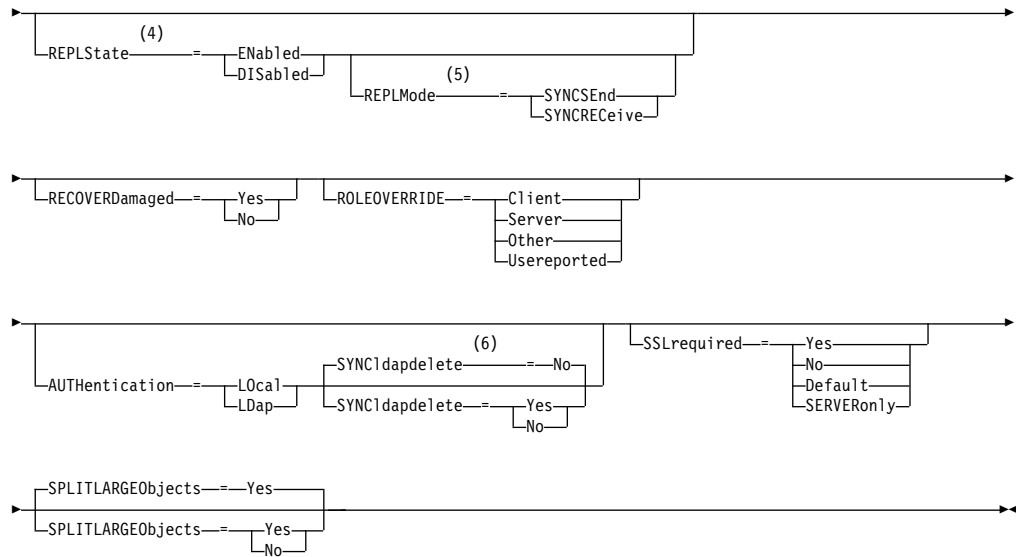 (4)
REPLState = ENabled
DISabled
(5)
REPLMode = SYNCSEnd
SYNCRECeive
RECOVERDamaged = Yes
No
ROLEOVERRIDE = Client
Server
Other
Usereported
AUTHentication = LOcal
LDap
(6)
SYNCldapdelete = No
SYNCldapdelete = Yes
No
SSLrequired = Yes
No
Default
SERVERonly
SPLITLARGEObjects = Yes
SPLITLARGEObjects = Yes
No